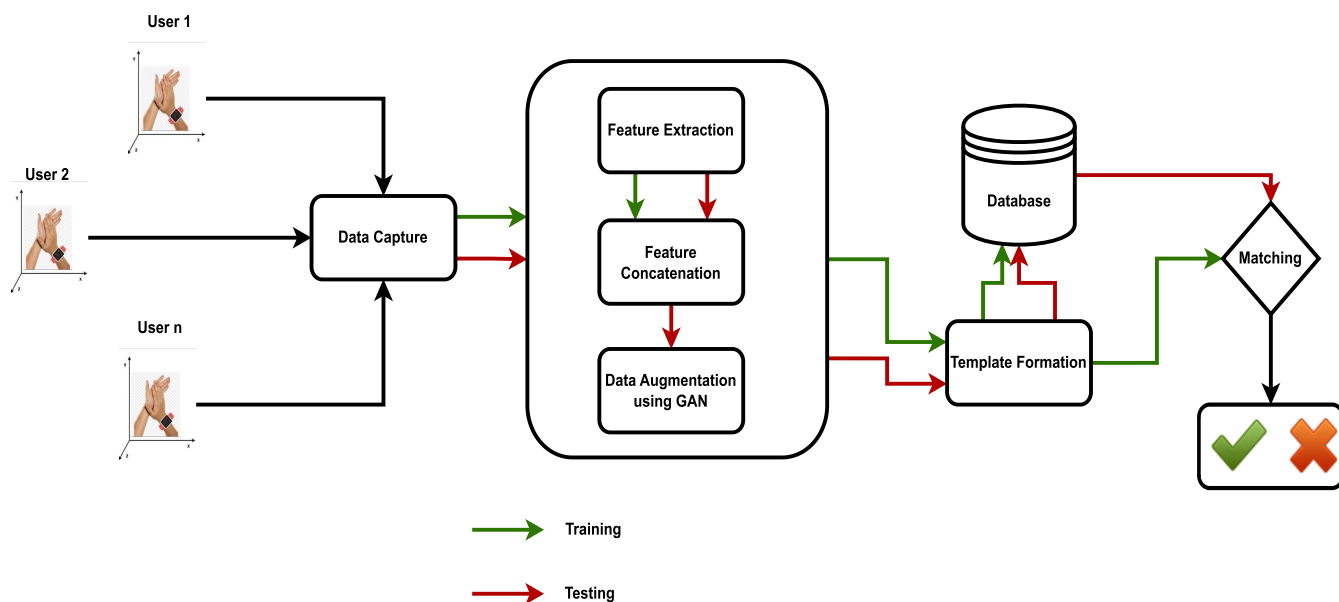 User 1
Y
X
Z
User 2
Y
X
Z
User n
Y
X
Z
Data Capture
Feature Extraction
Feature
Concatenation
Data Augmentation
using GAN
Database
Template Formation
Matching
Training
Testing